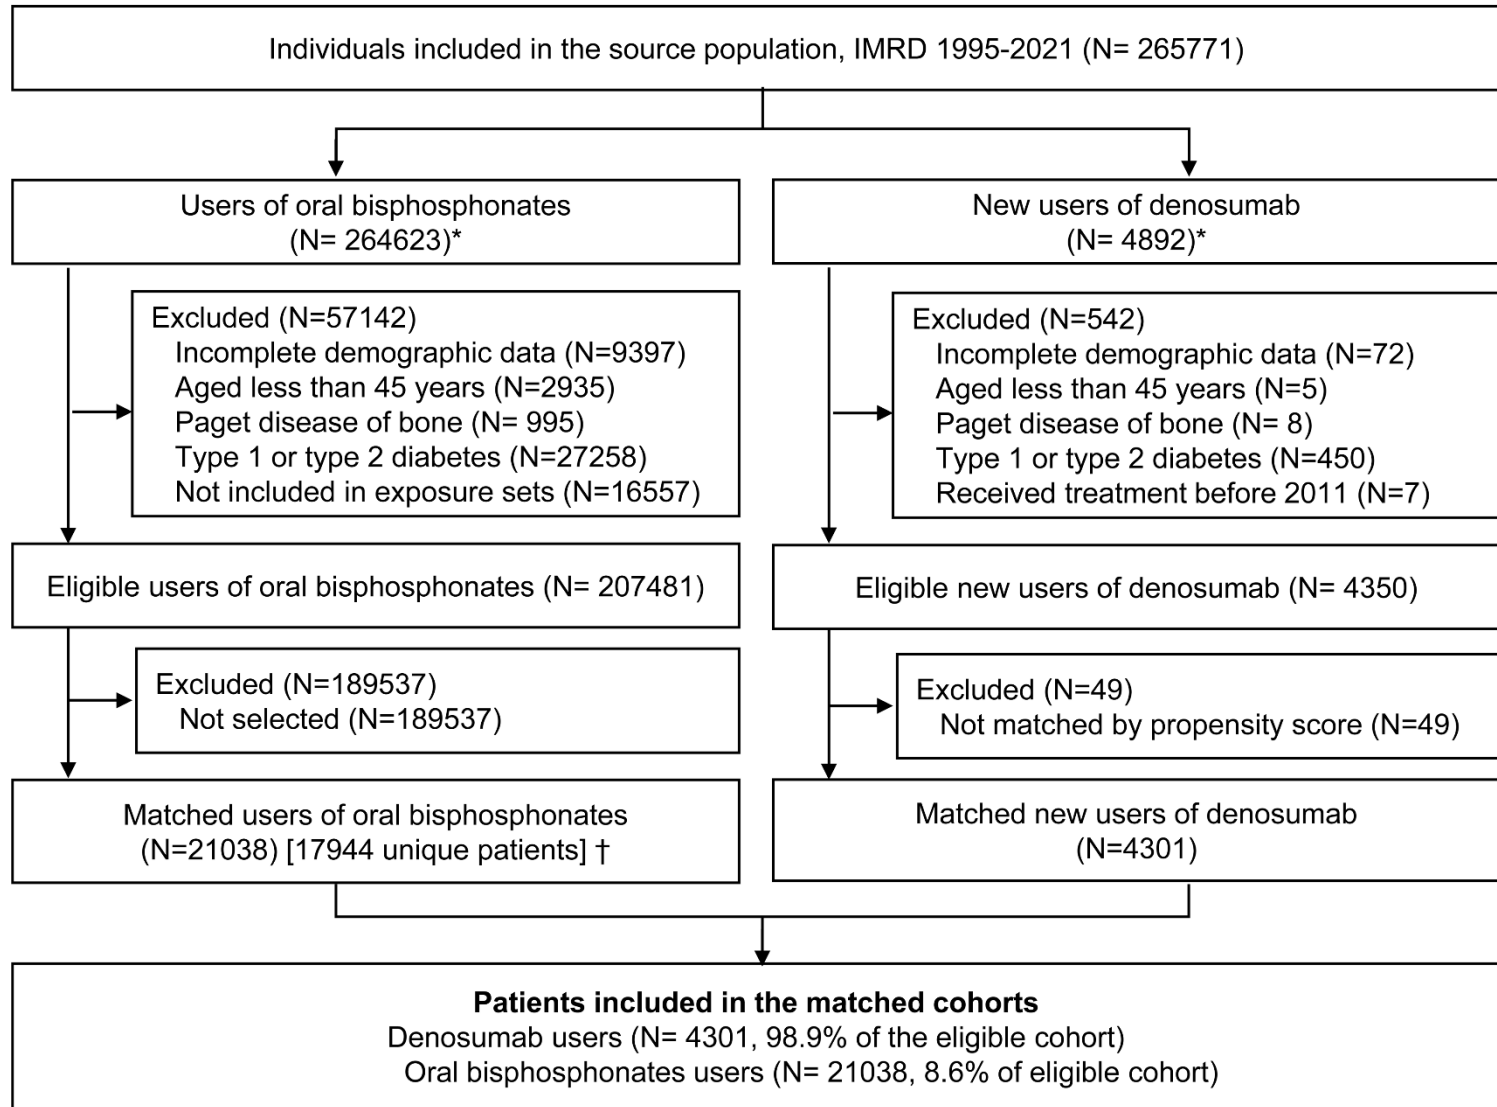 Individuals included in the source population, IMRD 1995-2021 (N= 265771)
Users of oral bisphosphonates
(N= 264623)*
New users of denosumab
(N= 4892)*
Excluded (N=57142)
Incomplete demographic data (N=9397)
Aged less than 45 years (N=2935)
Paget disease of bone (N= 995)
Type 1 or type 2 diabetes (N=27258)
Not included in exposure sets (N=16557)
Excluded (N=542)
Incomplete demographic data (N=72)
Aged less than 45 years (N=5)
Paget disease of bone (N= 8)
Type 1 or type 2 diabetes (N=450)
Received treatment before 2011 (N=7)
Eligible users of oral bisphosphonates (N= 207481)
Eligible new users of denosumab (N= 4350)
Excluded (N=189537)
Not selected (N=189537)
Excluded (N=49)
Not matched by propensity score (N=49)
Matched users of oral bisphosphonates
(N=21038) [17944 unique patients] †
Matched new users of denosumab
(N=4301)
Patients included in the matched cohorts
Denosumab users (N= 4301, 98.9% of the eligible cohort)
Oral bisphosphonates users (N= 21038, 8.6% of eligible cohort)